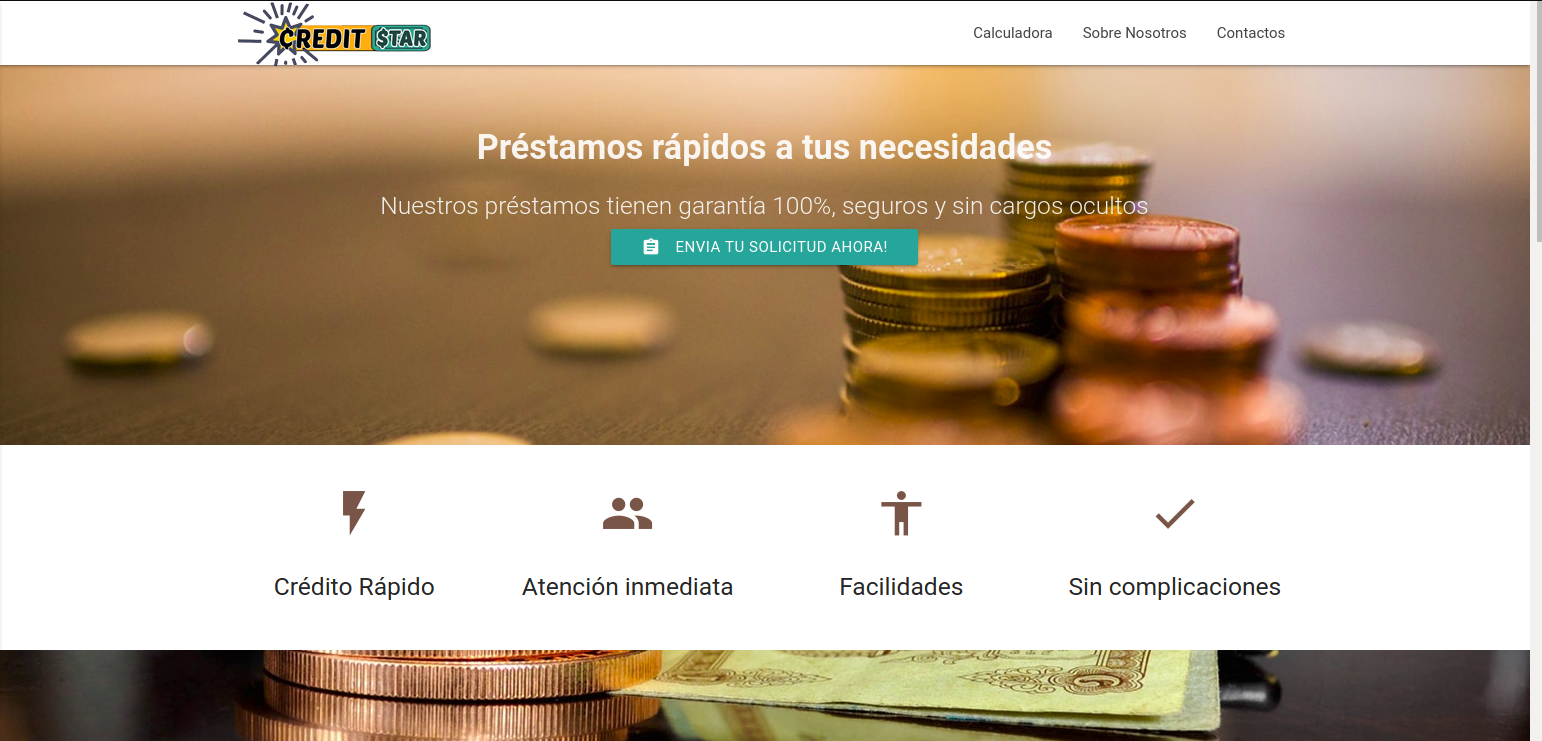 CREDIT $TAR
Calculadora
Sobre Nosotros
Contactos
Préstamos rápidos a tus necesidades
Nuestros préstamos tienen garantía 100%, seguros y sin cargos ocultos
ENVIA TU SOLICITUD AHORA!
Crédito Rápido
Atención inmediata
Facilidades
Sin complicaciones